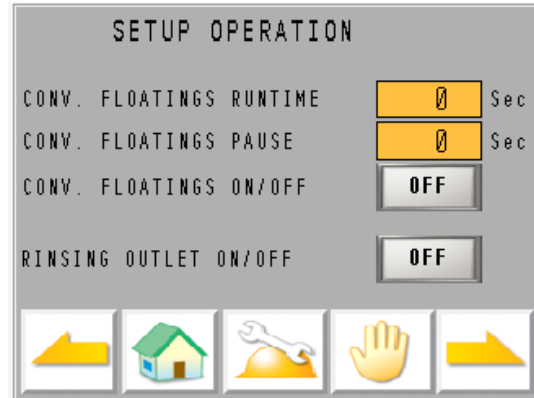 SETUP OPERATION
CONV. FLOATINGS RUNTIME 0 Sec
CONV. FLOATINGS PAUSE 0 Sec
CONV. FLOATINGS ON/OFF OFF
RINSING OUTLET ON/OFF OFF